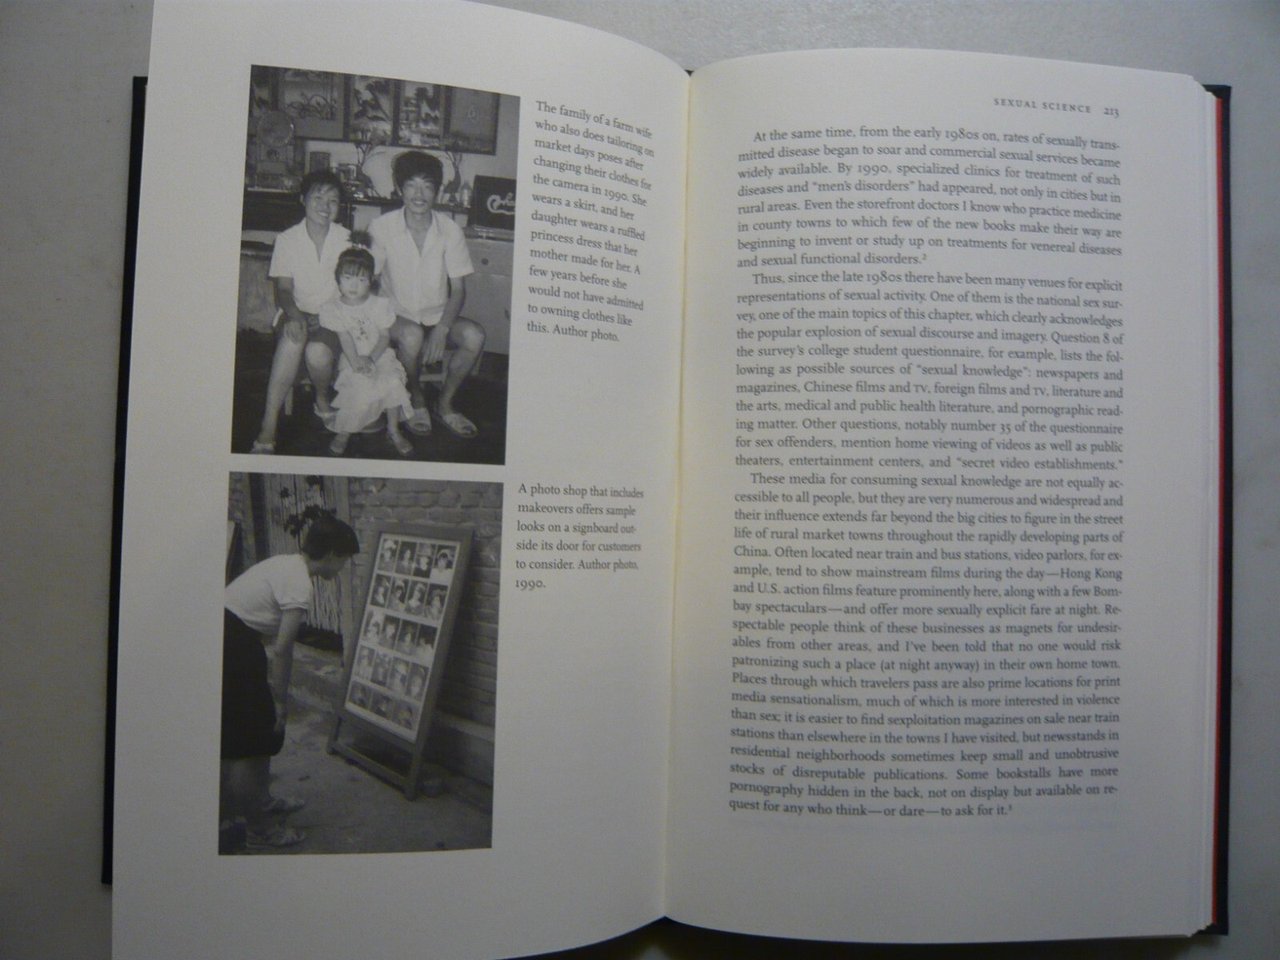 The family of a farm wife
who also does tailoring on
market days poses after
changing their clothes for
the camera in 1990. She
wears a skirt, and her
daughter wears a ruffled
princess dress that her
mother made for her. A
few years before she
would not have admitted
to owning clothes like
this. Author photo.
A photo shop that includes
makeovers offers sample
looks on a signboard out-
side its door for customers
to consider. Author photo,
1990.
SEXUAL SCIENCE 213
At the same time, from the early 1980s on, rates of sexually trans-
mitted disease began to soar and commercial sexual services became
widely available. By 1990, specialized clinics for treatment of such
diseases and "men's disorders" had appeared, not only in cities but in
rural areas. Even the storefront doctors I know who practice medicine
in county towns to which few of the new books make their way are
beginning to invent or study up on treatments for venereal diseases
and sexual functional disorders.²
Thus, since the late 1980s there have been many venues for explicit
representations of sexual activity. One of them is the national sex sur-
vey, one of the main topics of this chapter, which clearly acknowledges
the popular explosion of sexual discourse and imagery. Question 8 of
the survey's college student questionnaire, for example, lists the fol-
lowing as possible sources of "sexual knowledge": newspapers and
magazines, Chinese films and TV, foreign films and TV, literature and
the arts, medical and public health literature, and pornographic read-
ing matter. Other questions, notably number 35 of the questionnaire
for sex offenders, mention home viewing of videos as well as public
theaters, entertainment centers, and "secret video establishments."
These media for consuming sexual knowledge are not equally ac-
cessible to all people, but they are very numerous and widespread and
their influence extends far beyond the big cities to figure in the street
life of rural market towns throughout the rapidly developing parts of
China. Often located near train and bus stations, video parlors, for ex-
ample, tend to show mainstream films during the day—Hong Kong
and U.S. action films feature prominently here, along with a few Bom-
bay spectaculars—and offer more sexually explicit fare at night. Re-
spectable people think of these businesses as magnets for undesir-
ables from other areas, and I've been told that no one would risk
patronizing such a place (at night anyway) in their own home town.
Places through which travelers pass are also prime locations for print
media sensationalism, much of which is more interested in violence
than sex; it is easier to find sexploitation magazines on sale near train
stations than elsewhere in the towns I have visited, but newsstands in
residential neighborhoods sometimes keep small and unobtrusive
stocks of disreputable publications. Some bookstalls have more
pornography hidden in the back, not on display but available on re-
quest for any who think—or dare—to ask for it.³